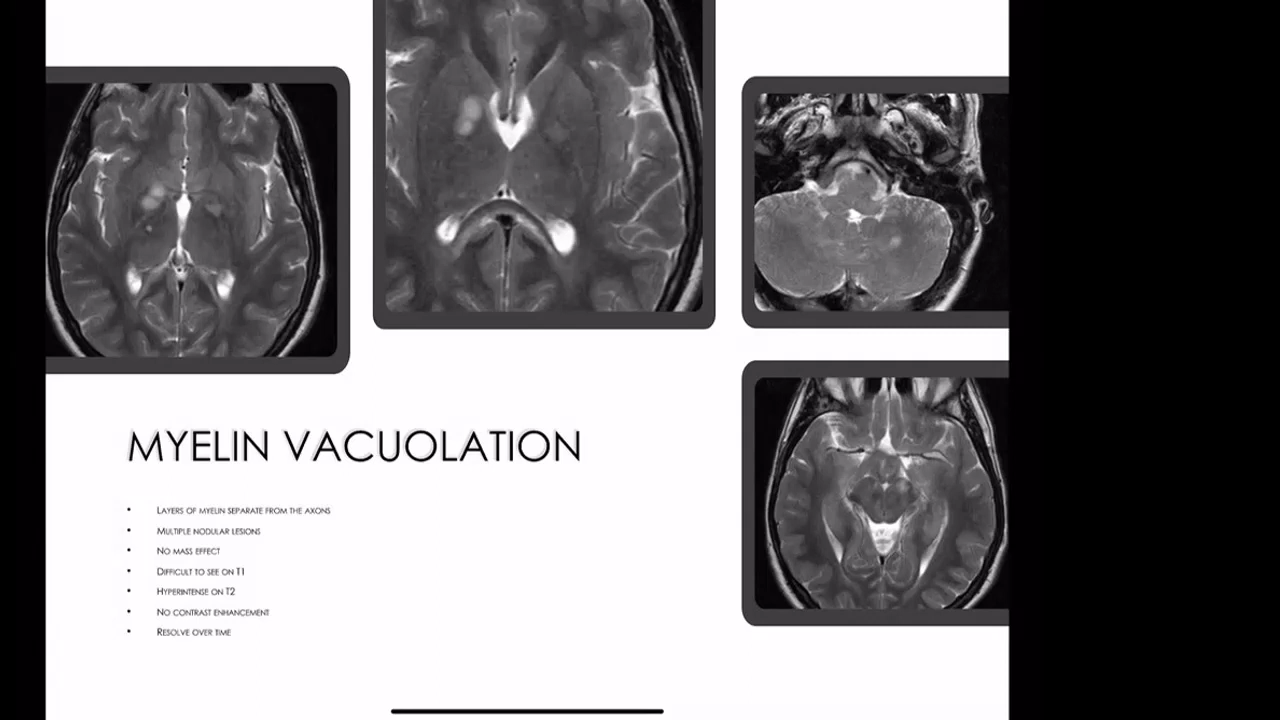 MYELIN VACUOLATION
• Layers of myelin separate from the axons
• Multiple nodular lesions
• No mass effect
• Difficult to see on T1
• Hyperintense on T2
• No contrast enhancement
• Resolve over time